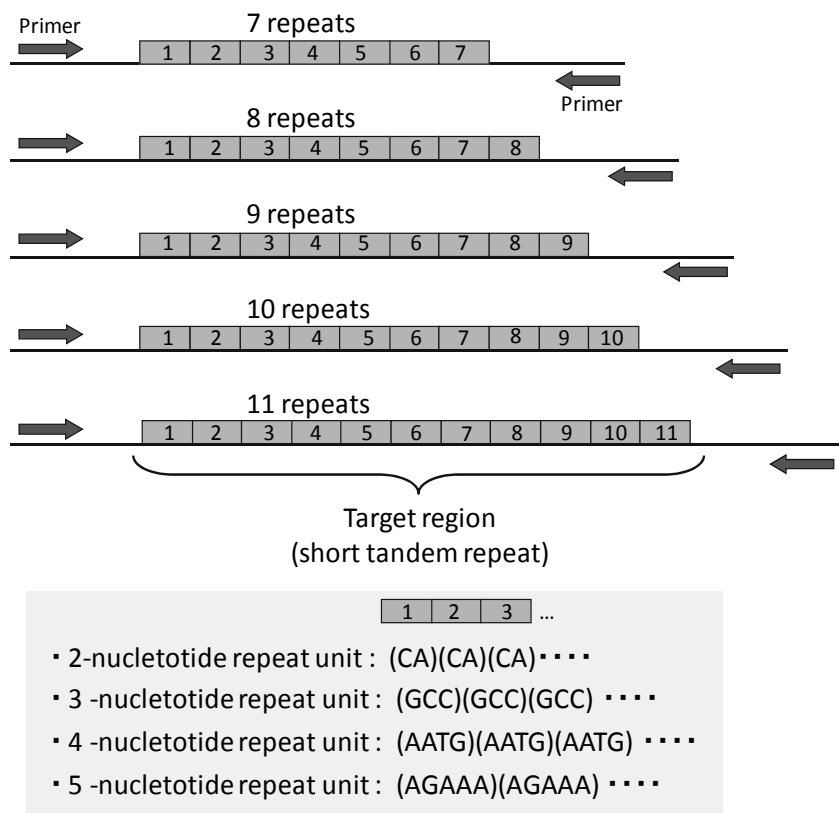 7 repeats
Primer
1 2 3 4 5 6 7
Primer
8 repeats
1 2 3 4 5 6 7 8
9 repeats
1 2 3 4 5 6 7 8 9
10 repeats
1 2 3 4 5 6 7 8 9 10
11 repeats
1 2 3 4 5 6 7 8 9 10 11
Target region
(short tandem repeat)
1 2 3 ...
・2-nucletotide repeat unit : (CA)(CA)(CA)････
・3 -nucletotide repeat unit : (GCC)(GCC)(GCC) ････
・4 -nucletotide repeat unit : (AATG)(AATG)(AATG) ････
・5 -nucletotide repeat unit : (AGAAA)(AGAAA) ････